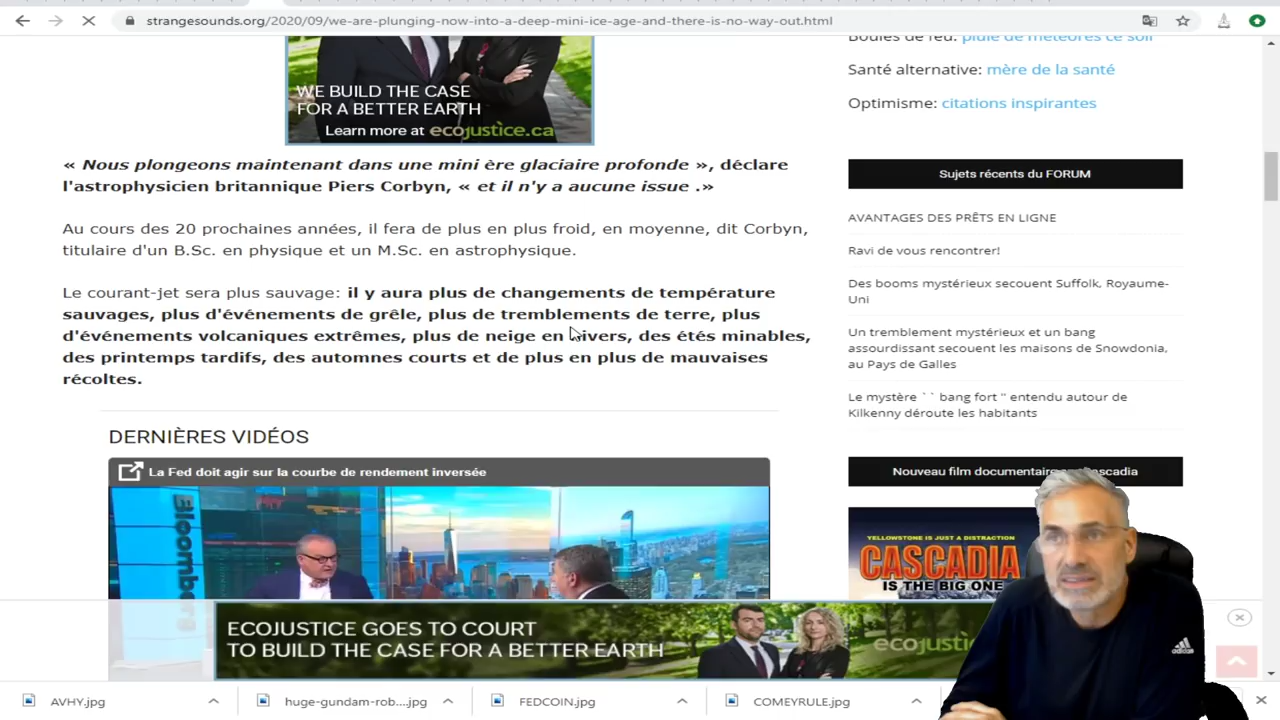 strangesounds.org/2020/09/we-are-plunging-now-into-a-deep-mini-ice-age-and-there-is-no-way-out.html
WE BUILD THE CASE
FOR A BETTER EARTH
Learn more at ecojustice.ca
« Nous plongeons maintenant dans une mini ère glaciaire profonde », déclare
l'astrophysicien britannique Piers Corbyn, « et il n'y a aucune issue .»
Au cours des 20 prochaines années, il fera de plus en plus froid, en moyenne, dit Corbyn,
titulaire d'un B.Sc. en physique et un M.Sc. en astrophysique.
Le courant-jet sera plus sauvage: il y aura plus de changements de température
sauvages, plus d'événements de grêle, plus de tremblements de terre, plus
d'événements volcaniques extrêmes, plus de neige en hivers, des étés minables,
des printemps tardifs, des automnes courts et de plus en plus de mauvaises
récoltes.
DERNIÈRES VIDÉOS
La Fed doit agir sur la courbe de rendement inversée
Bloomberg
Boules de feu: pluie de météores ce soir
Santé alternative: mère de la santé
Optimisme: citations inspirantes
Sujets récents du FORUM
AVANTAGES DES PRÊTS EN LIGNE
Ravi de vous rencontrer!
Des booms mystérieux secouent Suffolk, Royaume-
Uni
Un tremblement mystérieux et un bang
assourdissant secouent les maisons de Snowdonia,
au Pays de Galles
Le mystère `` bang fort '' entendu autour de
Kilkenny déroute les habitants
Nouveau film documentaire
YELLOWSTONE IS JUST A DISTRACTION
CASCADIA
IS THE BIG ONE
ECOJUSTICE GOES TO COURT
TO BUILD THE CASE FOR A BETTER EARTH
adidas
AVHY.jpg
huge-gundam-rob....jpg
FEDCOIN.jpg
COMEYRULE.jpg